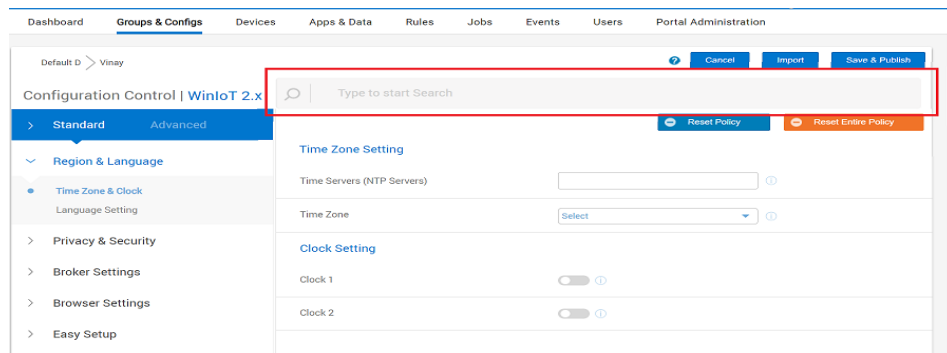 Dashboard Groups & Configs Devices Apps & Data Rules Jobs Events Users Portal Administration
Default D > Vinay ? Cancel Import Save & Publish
Configuration Control | WinIoT 2.x Type to start Search
Standard Advanced Reset Policy Reset Entire Policy
Time Zone Setting
Region & Language
Time Servers (NTP Servers)
Time Zone & Clock
Language Setting Time Zone Select
Privacy & Security
Clock Setting
Broker Settings
Clock 1
Browser Settings
Clock 2
Easy Setup